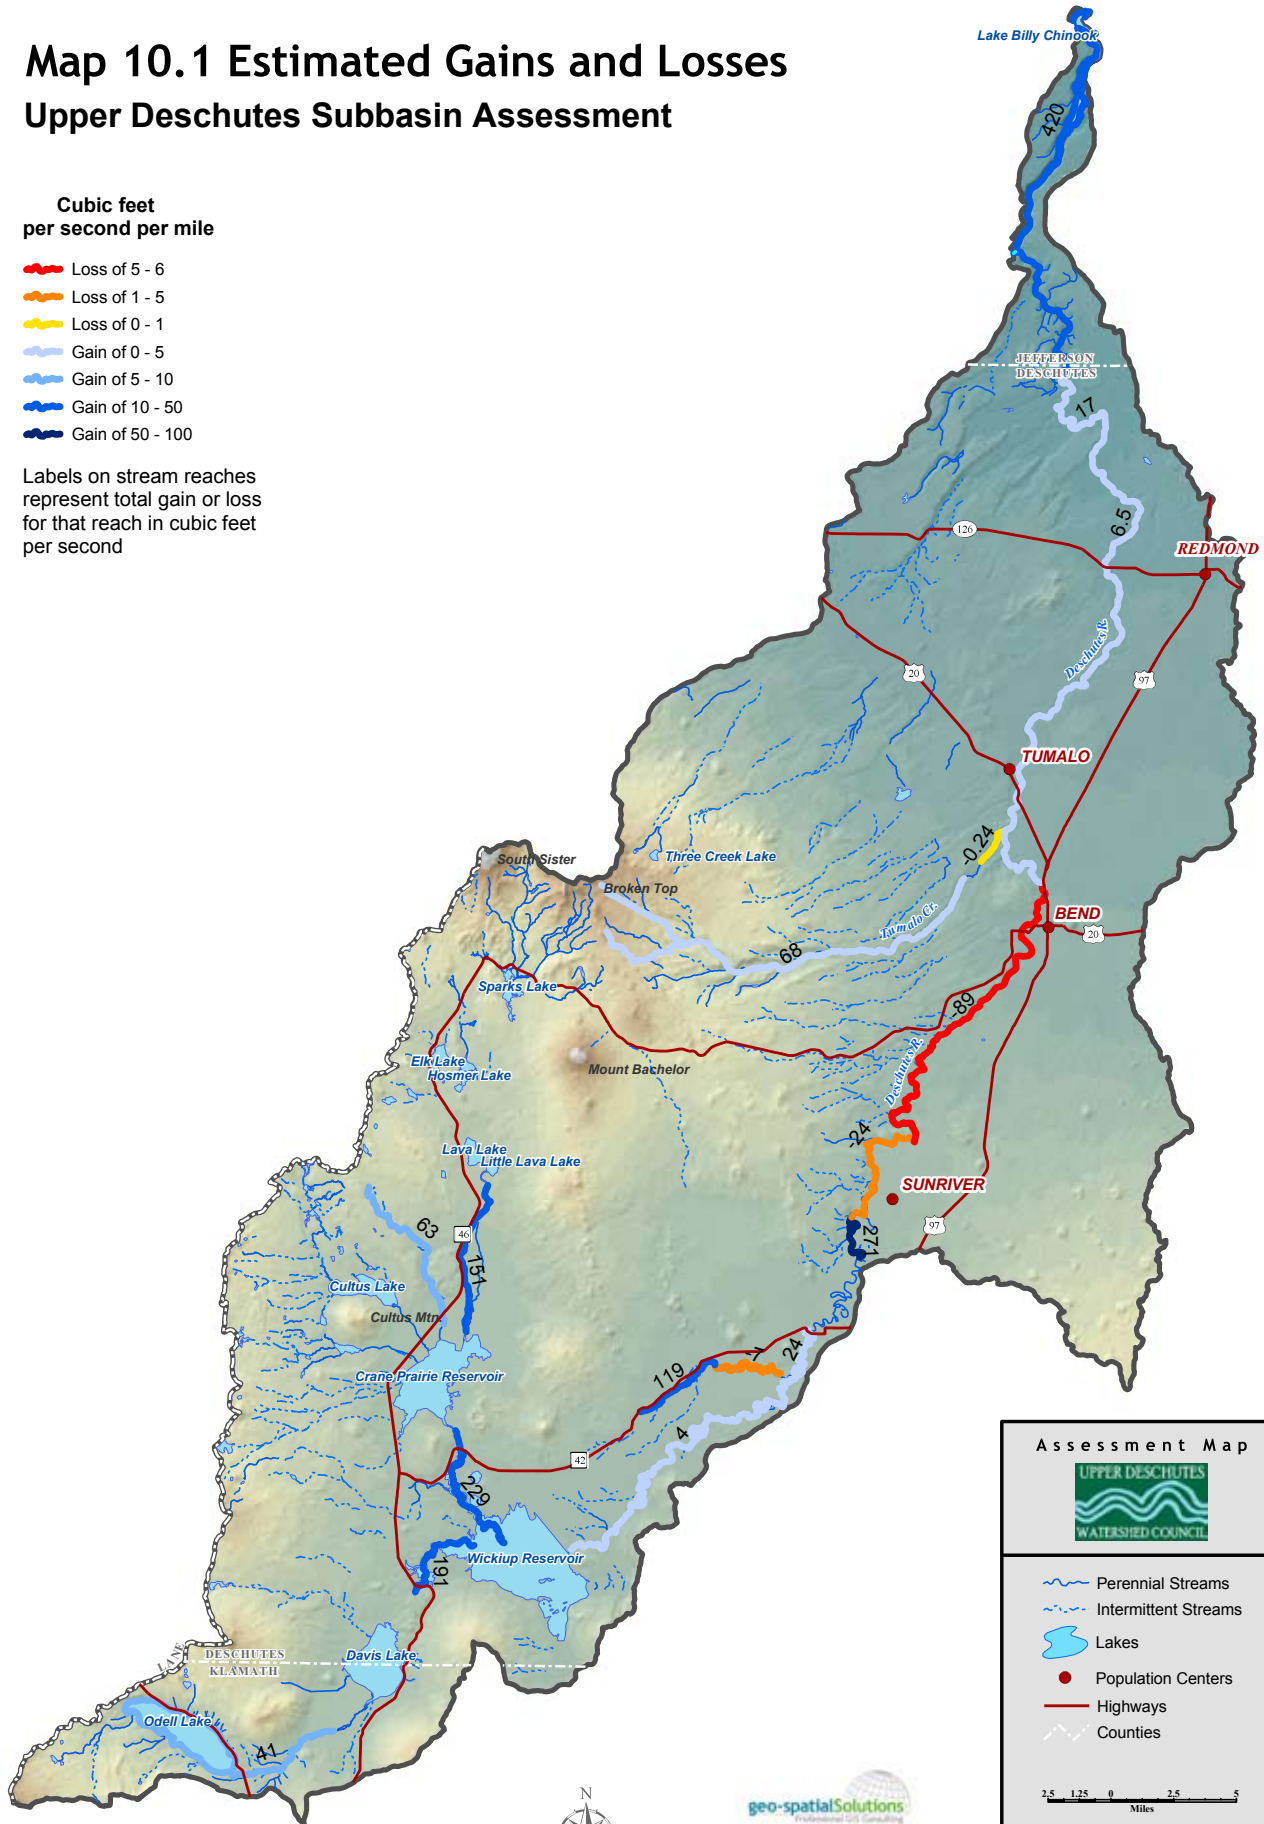 Map 10.1 Estimated Gains and Losses
Upper Deschutes Subbasin Assessment
Cubic feet
per second per mile
Loss of 5 - 6
Loss of 1 - 5
Loss of 0 - 1
Gain of 0 - 5
Gain of 5 - 10
Gain of 10 - 50
Gain of 50 - 100
Labels on stream reaches
represent total gain or loss
for that reach in cubic feet
per second
Lake Billy Chinook
420
JEFFERSON
DESCHUTES
17
6.5
126
REDMOND
Deschutes R.
20
97
TUMALO
-0.24
South Sister
Three Creek Lake
Broken Top
Tumalo Cr.
BEND
20
68
Sparks Lake
-89
Elk Lake
Hosmer Lake
Mount Bachelor
Deschutes R.
-24
Lava Lake
Little Lava Lake
SUNRIVER
63
46
97
271
151
Cultus Lake
Cultus Mtn.
24
-7
119
Crane Prairie Reservoir
4
42
229
Wickiup Reservoir
191
LANE
DESCHUTES
KLAMATH
Davis Lake
Odell Lake
41
N
geo-spatialSolutions
Professional GIS Consulting
Assessment Map
UPPER DESCHUTES
WATERSHED COUNCIL
Perennial Streams
Intermittent Streams
Lakes
Population Centers
Highways
Counties
2.5 1.25 0 2.5 5
Miles